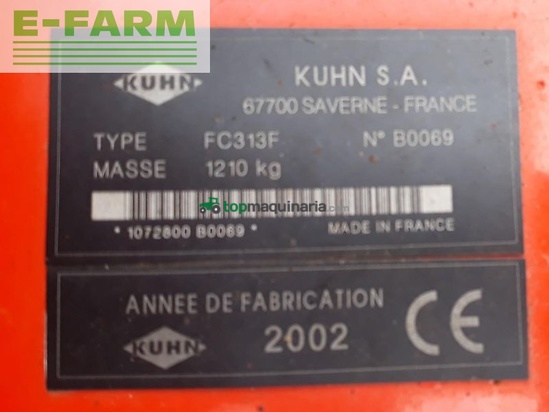 E-FARM
KUHN
KUHN S.A.
67700 SAVERNE - FRANCE
TYPE FC313F N° B0069
MASSE 1210 kg
topmaquinaria.com
* 1072800 B0069 * MADE IN FRANCE
ANNEE DE FABRICATION
KUHN 2002 CE